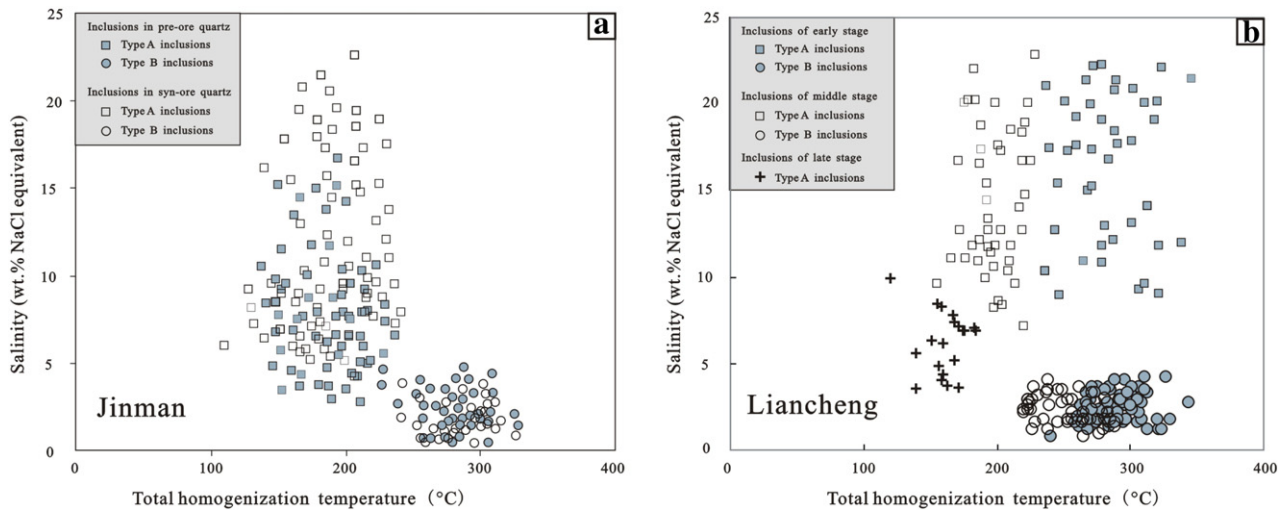 a
Inclusions in pre-ore quartz
Type A inclusions
Type B inclusions
Inclusions in syn-ore quartz
Type A inclusions
Type B inclusions
Salinity (wt.% NaCl equivalent)
25
20
15
10
5
0
Jinman
0
100
200
300
400
Total homogenization temperature (°C)
b
Inclusions of early stage
Type A inclusions
Type B inclusions
Inclusions of middle stage
Type A inclusions
Type B inclusions
Inclusions of late stage
Type A inclusions
Salinity (wt.% NaCl equivalent)
25
20
15
10
5
0
Liancheng
0
100
200
300
400
Total homogenization temperature (°C)